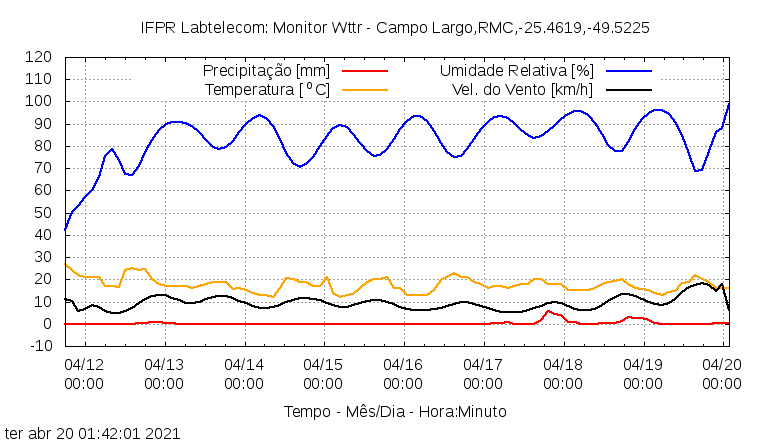 IFPR Labtelecom: Monitor Wttr - Campo Largo,RMC,-25.4619,-49.5225
120
110
100
90
80
70
60
50
40
30
20
10
0
-10
Precipitação [mm] Umidade Relativa [%]
Temperatura [⁰C] Vel. do Vento [km/h]
04/12 04/13 04/14 04/15 04/16 04/17 04/18 04/19 04/20
00:00 00:00 00:00 00:00 00:00 00:00 00:00 00:00 00:00
Tempo - Mês/Dia - Hora:Minuto
ter abr 20 01:42:01 2021